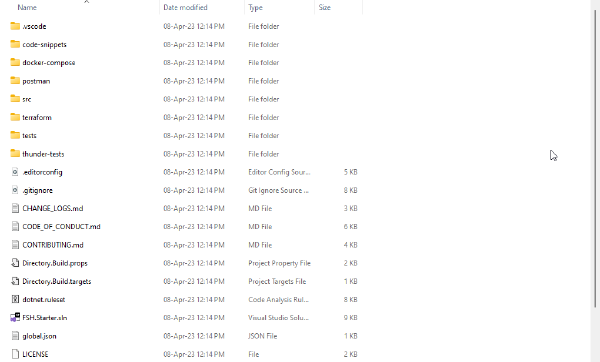 Name Date modified Type Size
.vscode 08-Apr-23 12:14 PM File folder
code-snippets 08-Apr-23 12:14 PM File folder
docker-compose 08-Apr-23 12:14 PM File folder
postman 08-Apr-23 12:14 PM File folder
src 08-Apr-23 12:14 PM File folder
terraform 08-Apr-23 12:14 PM File folder
tests 08-Apr-23 12:14 PM File folder
thunder-tests 08-Apr-23 12:14 PM File folder
.editorconfig 08-Apr-23 12:14 PM Editor Config Sour... 5 KB
.gitignore 08-Apr-23 12:14 PM Git Ignore Source ... 8 KB
CHANGE_LOGS.md 08-Apr-23 12:14 PM MD File 3 KB
CODE_OF_CONDUCT.md 08-Apr-23 12:14 PM MD File 6 KB
CONTRIBUTING.md 08-Apr-23 12:14 PM MD File 4 KB
Directory.Build.props 08-Apr-23 12:14 PM Project Property File 2 KB
Directory.Build.targets 08-Apr-23 12:14 PM Project Targets File 1 KB
dotnet.ruleset 08-Apr-23 12:14 PM Code Analysis Rul... 8 KB
FSH.Starter.sln 08-Apr-23 12:14 PM Visual Studio Solu... 9 KB
global.json 08-Apr-23 12:14 PM JSON File 1 KB
LICENSE 08-Apr-23 12:14 PM File 2 KB